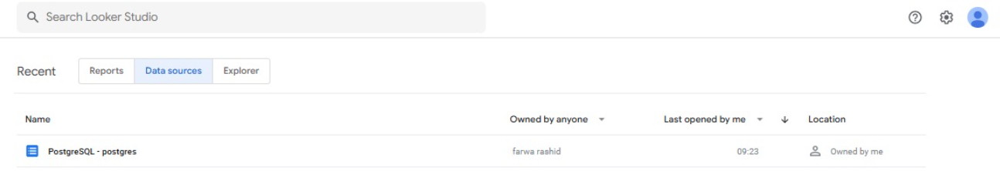 Search Looker Studio
Recent Reports Data sources Explorer
Name Owned by anyone Last opened by me Location
PostgreSQL - postgres farwa rashid 09:23 Owned by me